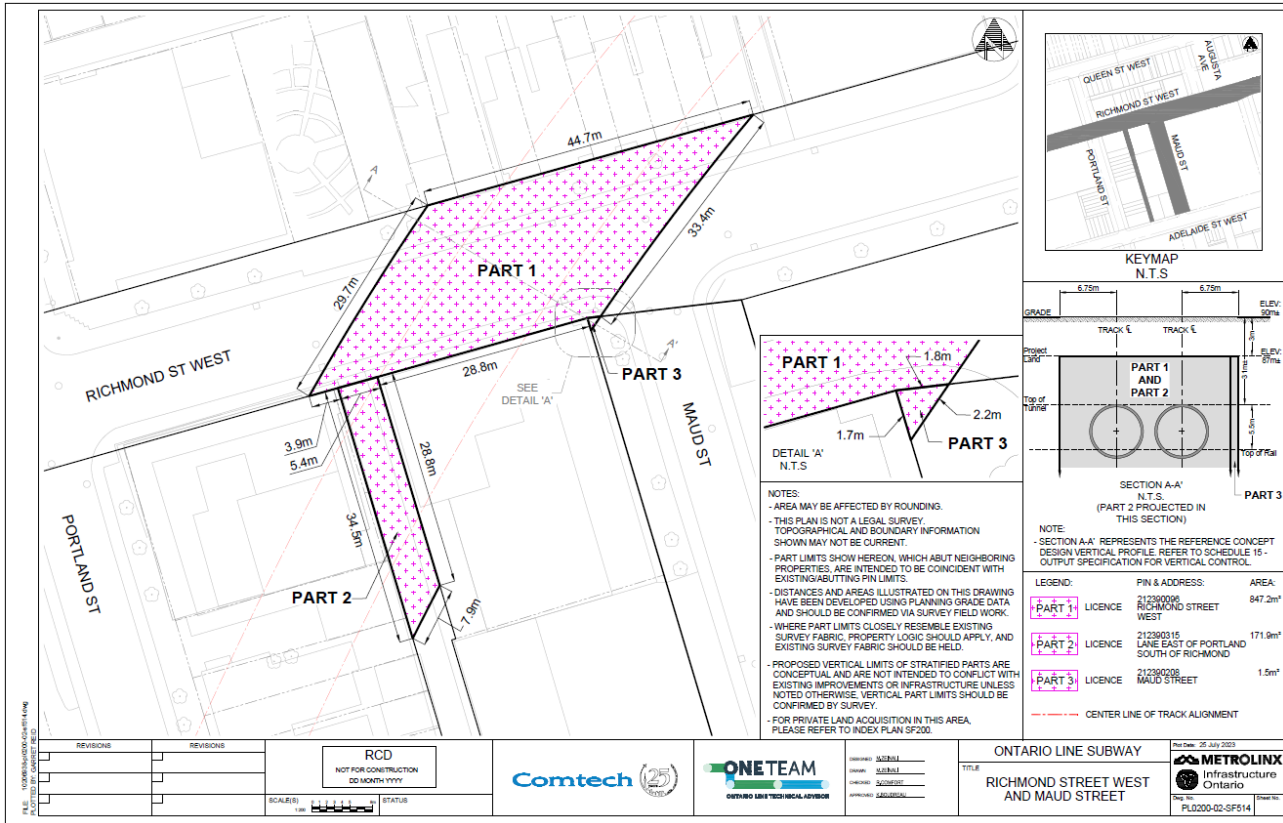 44.7m
A
29.7m
PART 1
33.4m
RICHMOND ST WEST
28.8m
A'
SEE
DETAIL 'A'
PART 3
MAUD ST
3.9m
5.4m
28.8m
34.5m
PART 2
7.9m
PORTLAND ST
PART 1
1.8m
2.2m
1.7m
PART 3
DETAIL 'A'
N.T.S
NOTES:
- AREA MAY BE AFFECTED BY ROUNDING.
- THIS PLAN IS NOT A LEGAL SURVEY.
TOPOGRAPHICAL AND BOUNDARY INFORMATION
SHOWN MAY NOT BE CURRENT.
- PART LIMITS SHOW HEREON, WHICH ABUT NEIGHBORING
PROPERTIES, ARE INTENDED TO BE COINCIDENT WITH
EXISTING/ABUTTING PIN LIMITS.
- DISTANCES AND AREAS ILLUSTRATED ON THIS DRAWING
HAVE BEEN DEVELOPED USING PLANNING GRADE DATA
AND SHOULD BE CONFIRMED VIA SURVEY FIELD WORK.
- WHERE PART LIMITS CLOSELY RESEMBLE EXISTING
SURVEY FABRIC, PROPERTY LOGIC SHOULD APPLY, AND
EXISTING SURVEY FABRIC SHOULD BE HELD.
- PROPOSED VERTICAL LIMITS OF STRATIFIED PARTS ARE
CONCEPTUAL AND ARE NOT INTENDED TO CONFLICT WITH
EXISTING IMPROVEMENTS OR INFRASTRUCTURE UNLESS
NOTED OTHERWISE, VERTICAL PART LIMITS SHOULD BE
CONFIRMED BY SURVEY.
- FOR PRIVATE LAND ACQUISITION IN THIS AREA,
PLEASE REFER TO INDEX PLAN SF200.
QUEEN ST WEST
AUGUSTA
AVE
RICHMOND ST WEST
PORTLAND ST
MAUD ST
ADELAIDE ST WEST
KEYMAP
N.T.S
6.75m 6.75m
GRADE
ELEV:
90m±
TRACK ℄ TRACK ℄
3m
Project
Land
ELEV:
87m±
PART 1
AND
PART 2
31m±
Top of
Tunnel
5.5m
Top of Rail
SECTION A-A'
N.T.S.
(PART 2 PROJECTED IN
THIS SECTION)
PART 3
NOTE:
- SECTION A-A' REPRESENTS THE REFERENCE CONCEPT
DESIGN VERTICAL PROFILE. REFER TO SCHEDULE 15 -
OUTPUT SPECIFICATION FOR VERTICAL CONTROL.
LEGEND: PIN & ADDRESS: AREA:
PART 1 LICENCE 212390096 847.2m²
RICHMOND STREET
WEST
PART 2 LICENCE 212390315 171.9m²
LANE EAST OF PORTLAND
SOUTH OF RICHMOND
PART 3 LICENCE 212390208 1.5m²
MAUD STREET
CENTER LINE OF TRACK ALIGNMENT
PLOTTED BY: GARRET REID
REVISIONS REVISIONS
RCD
NOT FOR CONSTRUCTION
DD MONTH YYYY
SCALE(S)
STATUS
Comtech 25
ONETEAM
ONTARIO LINE TECHNICAL ADVISOR
DESIGNED
DRAWN
CHECKED R.COMFORT
APPROVED K.BOUDREAU
ONTARIO LINE SUBWAY
TITLE
RICHMOND STREET WEST
AND MAUD STREET
Plot Date: 25 July 2023
METROLINX
Infrastructure
Ontario
Dwg. No. Sheet No.
PL0200-02-SF514